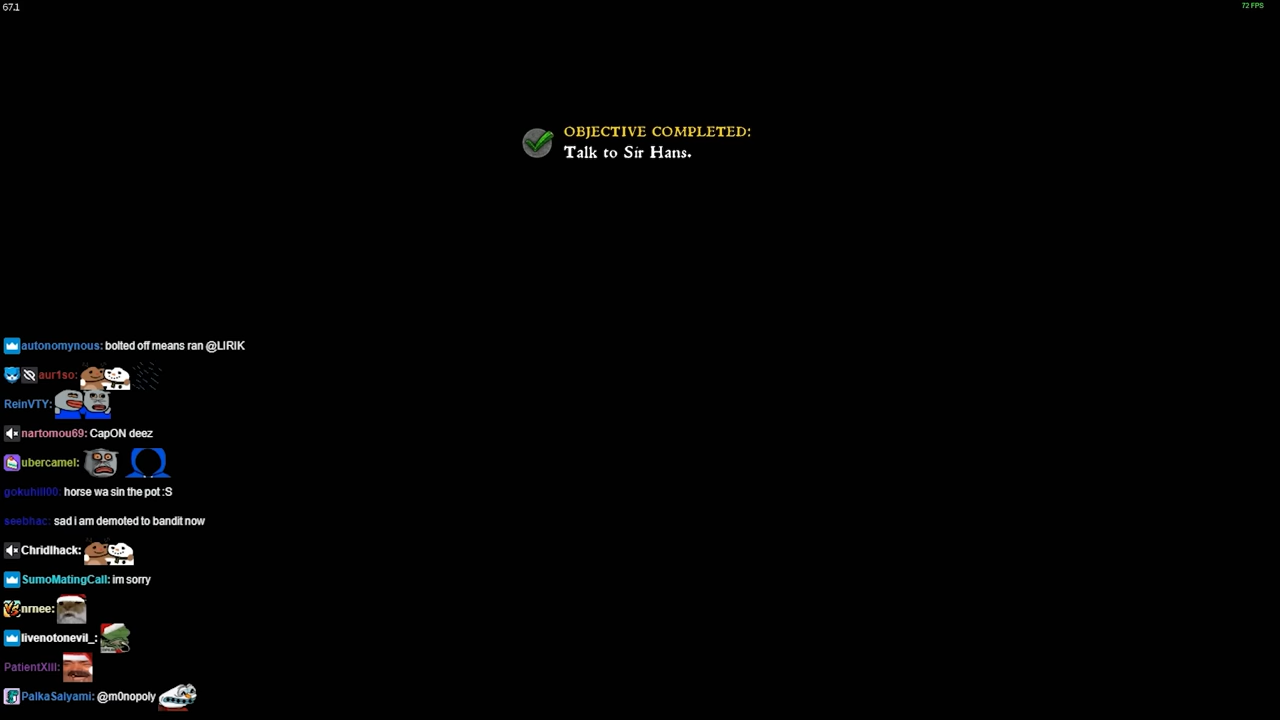 67.1
72 FPS
OBJECTIVE COMPLETED:
Talk to Sir Hans.
autonomynous: bolted off means ran @LIRIK
aur1so:
ReinVTY:
nartomou69: CapON deez
ubercamel:
gokuhill00: horse wa sin the pot :S
seebhac: sad i am demoted to bandit now
Chridlhack:
SumoMatingCall: im sorry
nrnee:
livenotonevil_:
PatientXIII:
PalkaSalyami: @m0nopoly